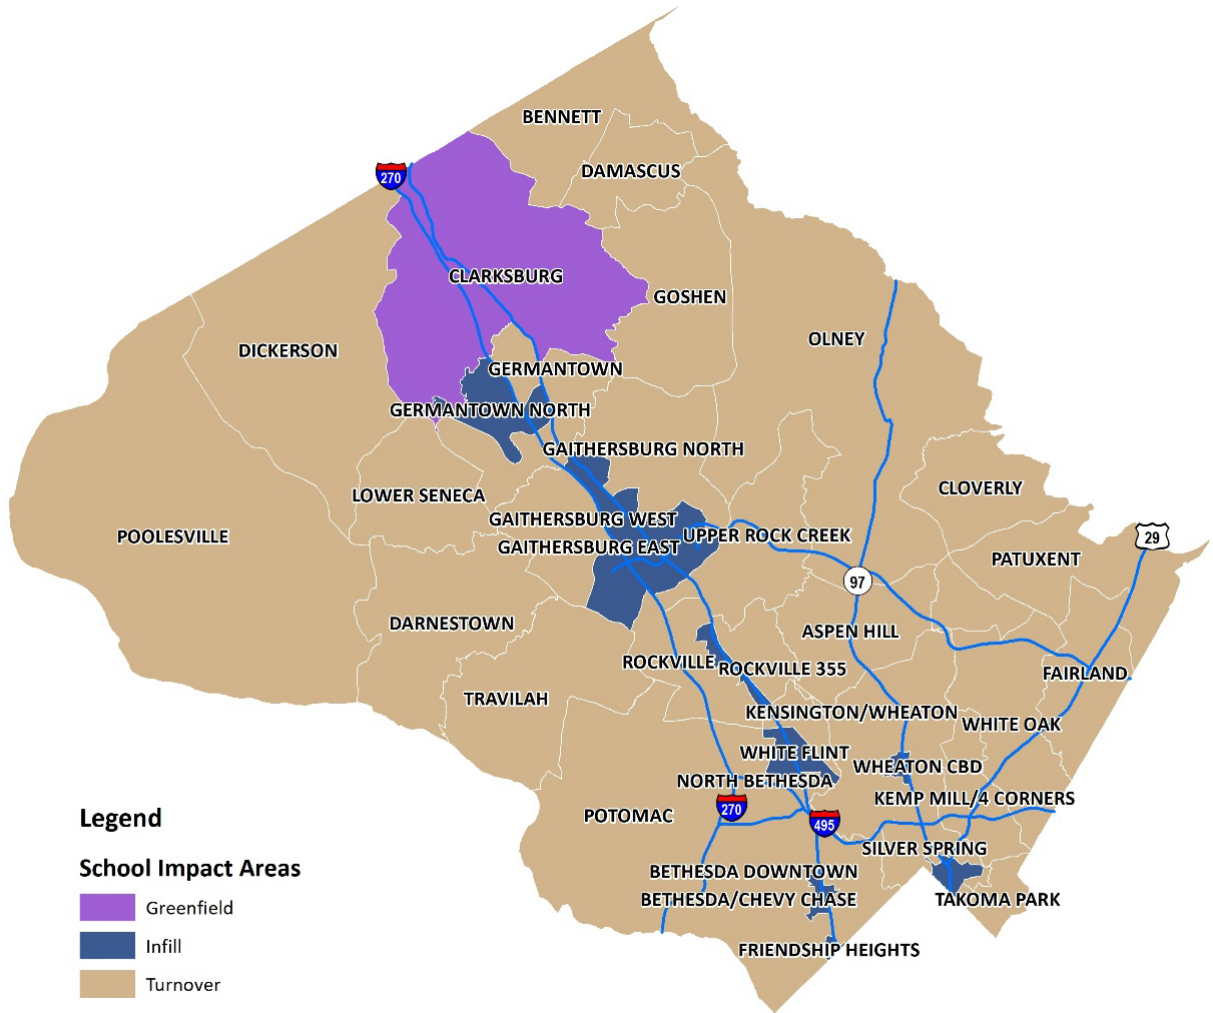 BENNETT
DAMASCUS
270
CLARKSBURG
GOSHEN
OLNEY
DICKERSON
GERMANTOWN
GERMANTOWN NORTH
GAITHERSBURG NORTH
CLOVERLY
LOWER SENECA
GAITHERSBURG WEST
POOLESVILLE
UPPER ROCK CREEK
29
GAITHERSBURG EAST
PATUXENT
97
DARNESTOWN
ASPEN HILL
ROCKVILLE
ROCKVILLE 355
FAIRLAND
TRAVILAH
KENSINGTON/WHEATON
WHITE OAK
WHITE FLINT
WHEATON CBD
NORTH BETHESDA
KEMP MILL/4 CORNERS
270
POTOMAC
495
SILVER SPRING
BETHESDA DOWNTOWN
BETHESDA/CHEVY CHASE
TAKOMA PARK
FRIENDSHIP HEIGHTS
Legend
School Impact Areas
Greenfield
Infill
Turnover